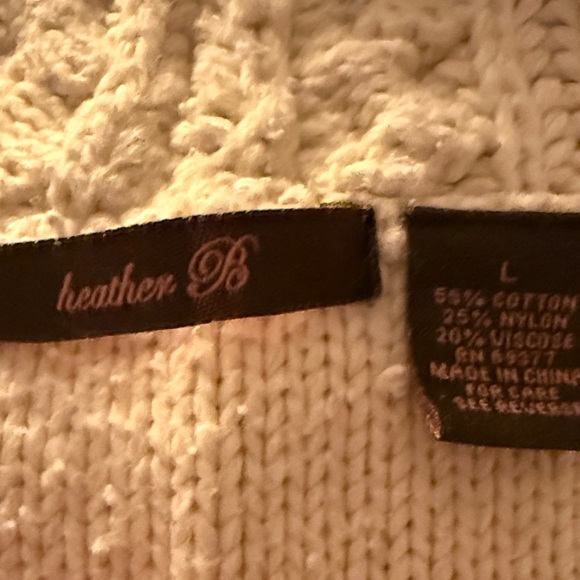 heather B
L
55% COTTON
25% NYLON
20% VISCOSE
RN 69377
MADE IN CHINA
FOR CARE
SEE REVERSE